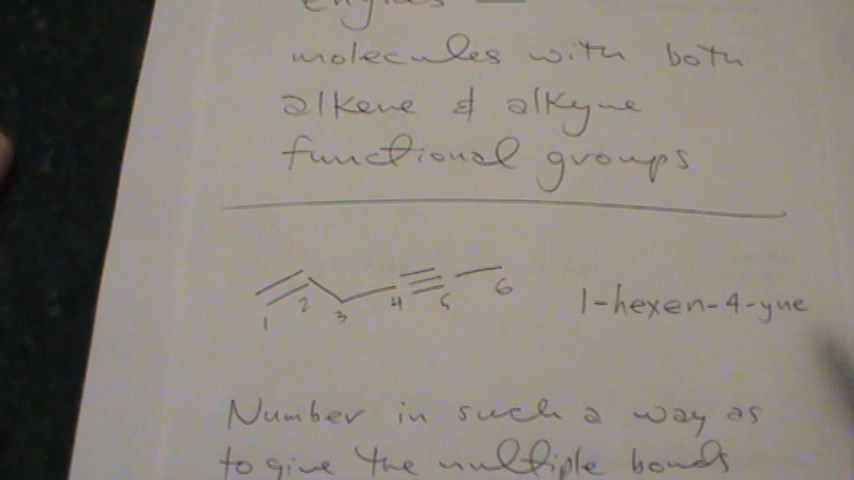 enynes
molecules with both
alkene & alkyne
functional groups
1 2 3 4 5 6
1-hexen-4-yne
Number in such a way as
to give the multiple bonds